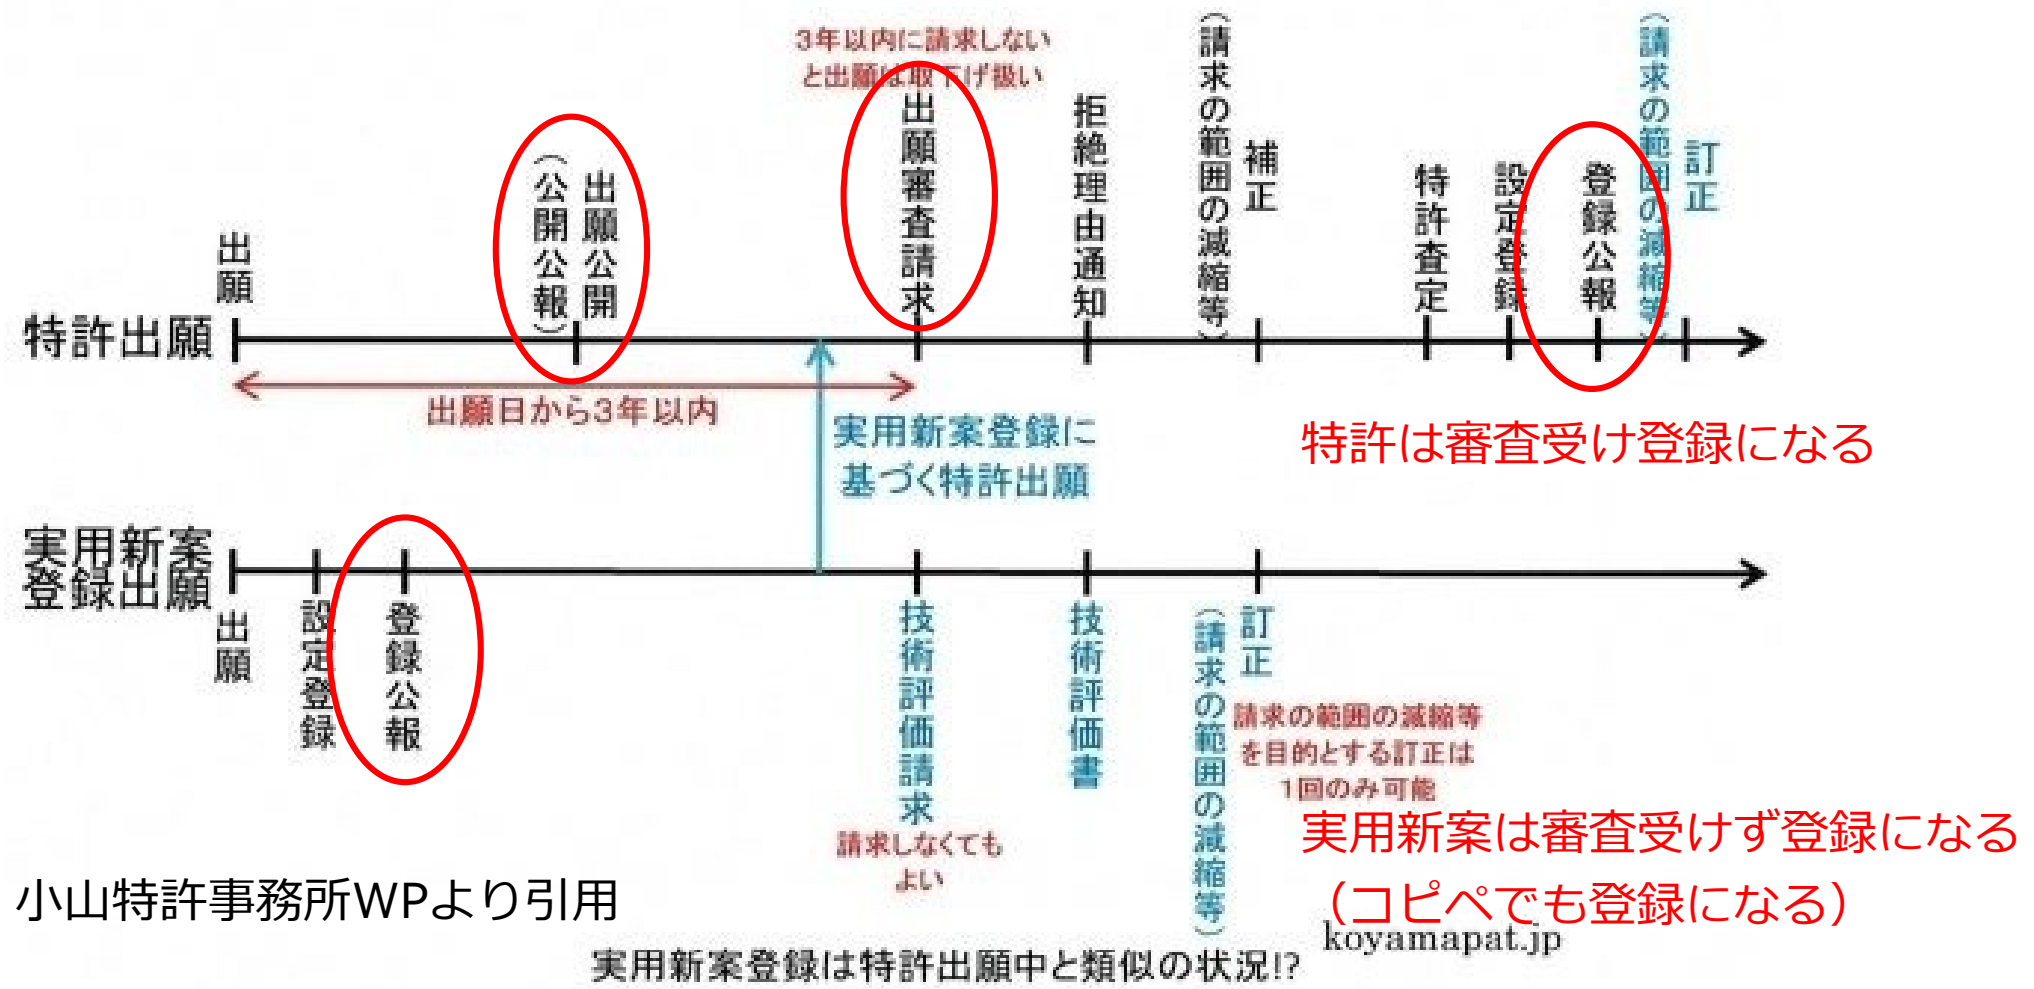 3年以内に請求しない
と出願は取下げ扱い
出願
出願公開
（公開公報）
出願審査請求
拒絶理由通知
補正
（請求の範囲の減縮等）
特許査定
設定登録
登録公報
訂正
（請求の範囲の減縮等）
特許出願
出願日から3年以内
実用新案登録に
基づく特許出願
特許は審査受け登録になる
実用新案
登録出願
出願
設定登録
登録公報
技術評価請求
請求しなくても
よい
技術評価書
訂正
（請求の範囲の減縮等）
請求の範囲の減縮等
を目的とする訂正は
1回のみ可能
実用新案は審査受けず登録になる
（コピペでも登録になる）
小山特許事務所WPより引用
koyamapat.jp
実用新案登録は特許出願中と類似の状況!?